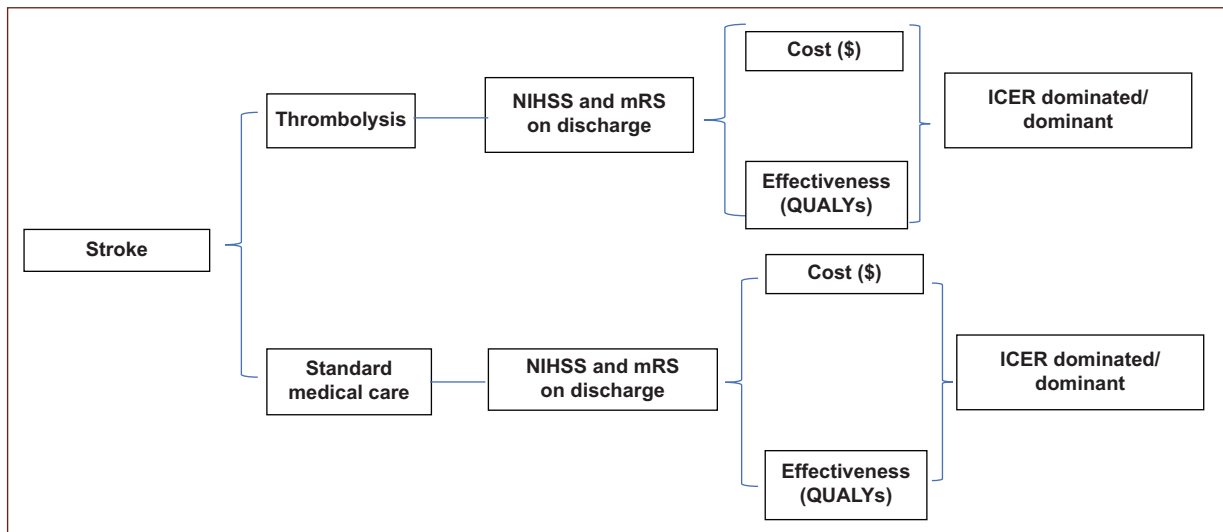 Stroke
Thrombolysis
NIHSS and mRS
on discharge
Cost ($)
Effectiveness
(QUALYs)
ICER dominated/
dominant
Standard
medical care
NIHSS and mRS
on discharge
Cost ($)
Effectiveness
(QUALYs)
ICER dominated/
dominant